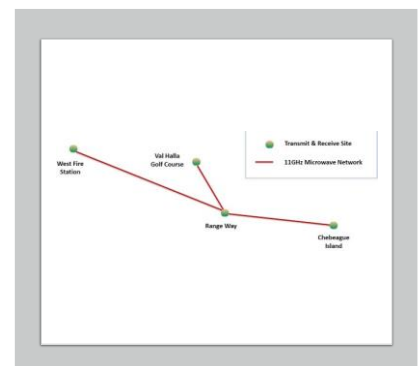 Transmit & Receive Site
11GHz Microwave Network
West Fire
Station
Val Halla
Golf Course
Range Way
Chebeague
Island